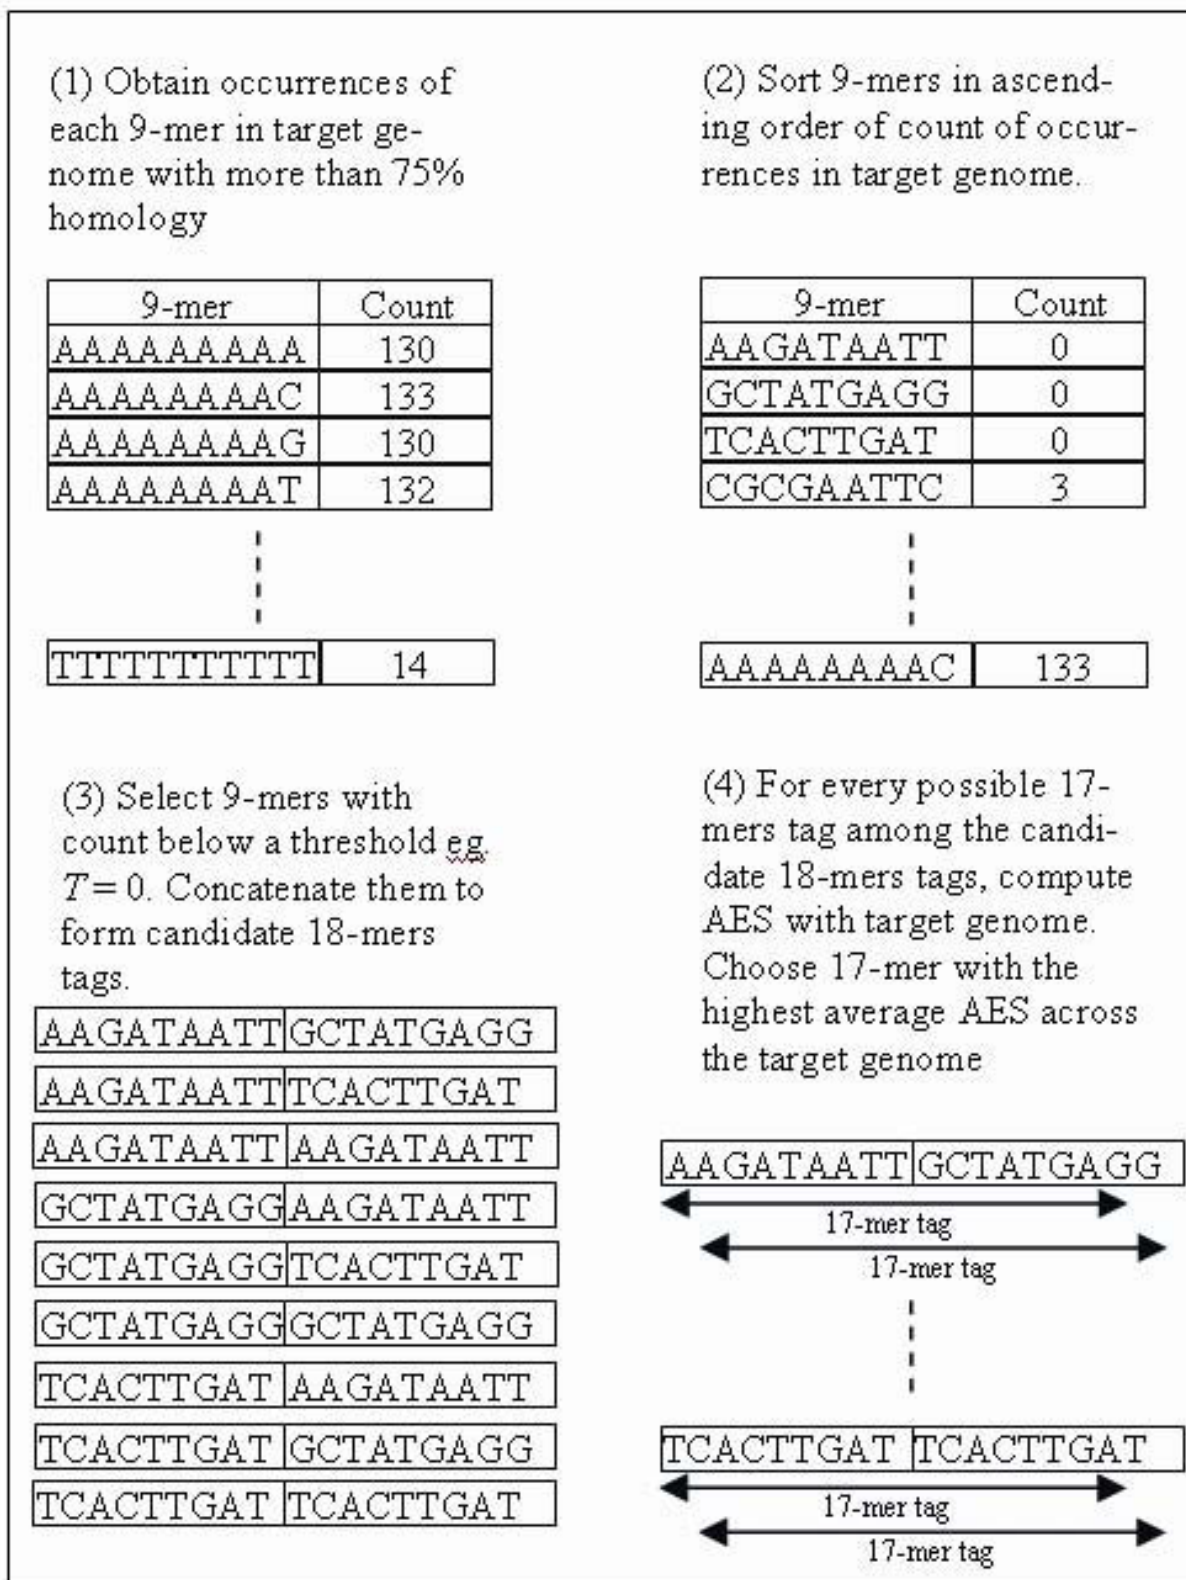 (1) Obtain occurrences of
each 9-mer in target ge-
nome with more than 75%
homology
9-mer Count
AAAAAAAAA 130
AAAAAAAAC 133
AAAAAAAAG 130
AAAAAAAAT 132
TTTTTTTTTTT 14
(2) Sort 9-mers in ascend-
ing order of count of occur-
rences in target genome.
9-mer Count
AAGATAATT 0
GCTATGAGG 0
TCACTTGAT 0
CGCGAATTC 3
AAAAAAAAC 133
(3) Select 9-mers with
count below a threshold eg.
T = 0. Concatenate them to
form candidate 18-mers
tags.
AAGATAATT GCTATGAGG
AAGATAATT TCACTTGAT
AAGATAATT AAGATAATT
GCTATGAGG AAGATAATT
GCTATGAGG TCACTTGAT
GCTATGAGG GCTATGAGG
TCACTTGAT AAGATAATT
TCACTTGAT GCTATGAGG
TCACTTGAT TCACTTGAT
(4) For every possible 17-
mers tag among the candi-
date 18-mers tags, compute
AES with target genome.
Choose 17-mer with the
highest average AES across
the target genome
AAGATAATT GCTATGAGG
17-mer tag
17-mer tag
TCACTTGAT TCACTTGAT
17-mer tag
17-mer tag